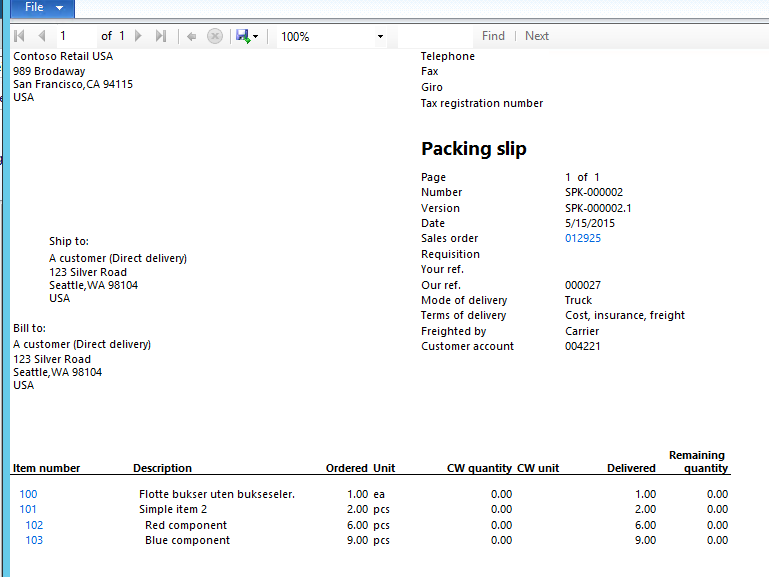 File
1 of 1 100% Find Next
Contoso Retail USA
989 Brodaway
San Francisco,CA 94115
USA
Telephone
Fax
Giro
Tax registration number
Packing slip
Page 1 of 1
Number SPK-000002
Version SPK-000002.1
Date 5/15/2015
Sales order 012925
Requisition
Your ref.
Our ref. 000027
Mode of delivery Truck
Terms of delivery Cost, insurance, freight
Freighted by Carrier
Customer account 004221
Ship to:
A customer (Direct delivery)
123 Silver Road
Seattle,WA 98104
USA
Bill to:
A customer (Direct delivery)
123 Silver Road
Seattle,WA 98104
USA
Item number Description Ordered Unit CW quantity CW unit Delivered Remaining quantity
100 Flotte bukser uten bukseseler. 1.00 ea 0.00 1.00 0.00
101 Simple item 2 2.00 pcs 0.00 2.00 0.00
102 Red component 6.00 pcs 0.00 6.00 0.00
103 Blue component 9.00 pcs 0.00 9.00 0.00